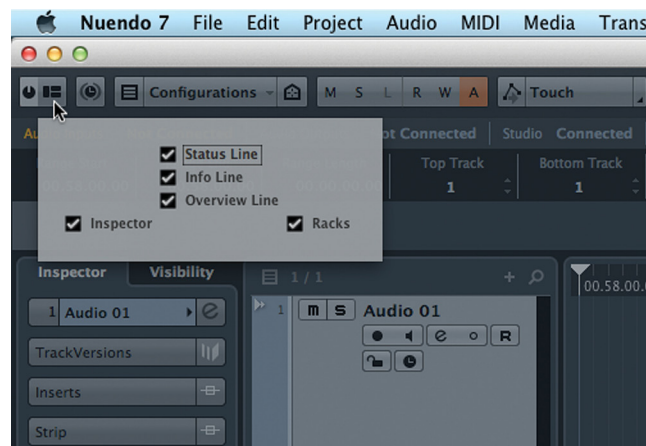 Nuendo 7 File Edit Project Audio MIDI Media Trans
Configurations M S L R W A Touch
Not Connected Studio Connected
Status Line
Info Line
Overview Line
Inspector Racks
Top Track Bottom Track
1 1
Inspector Visibility 1 / 1
00.58.00.
1 Audio 01 e 1 m s Audio 01
e R
TrackVersions
Inserts
Strip